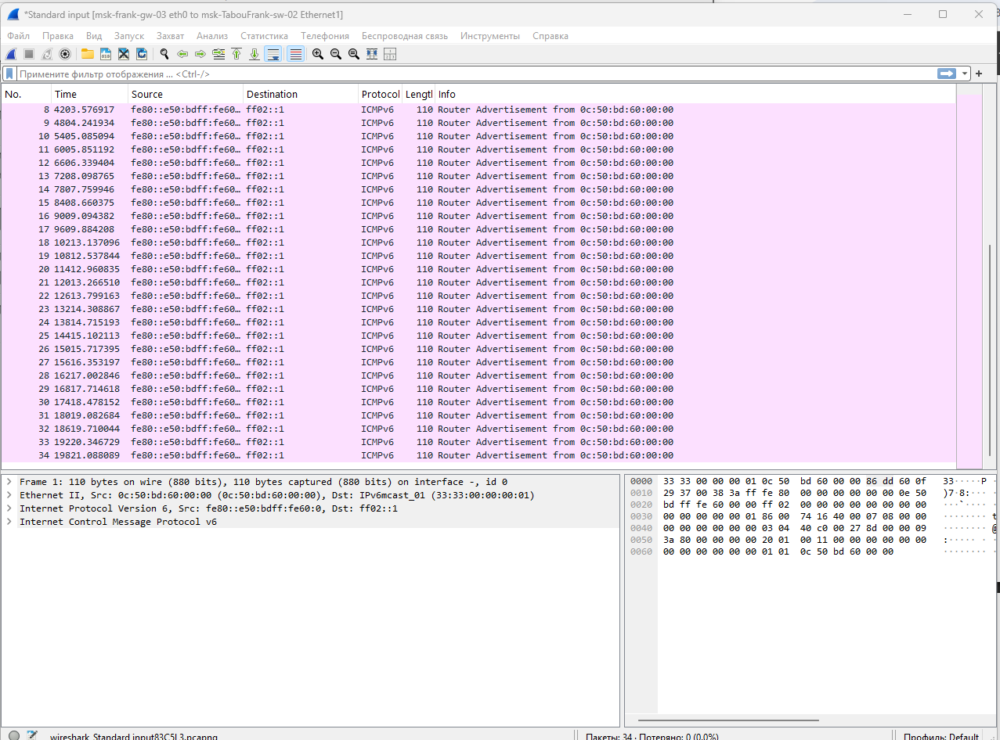 *Standard input [msk-frank-gw-03 eth0 to msk-TabouFrank-sw-02 Ethernet1]
Файл Правка Вид Запуск Захват Анализ Статистика Телефония Беспроводная связь Инструменты Справка
Примените фильтр отображения ... <Ctrl-/>
No. Time Source Destination Protocol Lengtl Info
8 4203.576917 fe80::e50:bdff:fe60… ff02::1 ICMPv6 110 Router Advertisement from 0c:50:bd:60:00:00
9 4804.241934 fe80::e50:bdff:fe60… ff02::1 ICMPv6 110 Router Advertisement from 0c:50:bd:60:00:00
10 5405.085094 fe80::e50:bdff:fe60… ff02::1 ICMPv6 110 Router Advertisement from 0c:50:bd:60:00:00
11 6005.851192 fe80::e50:bdff:fe60… ff02::1 ICMPv6 110 Router Advertisement from 0c:50:bd:60:00:00
12 6606.339404 fe80::e50:bdff:fe60… ff02::1 ICMPv6 110 Router Advertisement from 0c:50:bd:60:00:00
13 7208.098765 fe80::e50:bdff:fe60… ff02::1 ICMPv6 110 Router Advertisement from 0c:50:bd:60:00:00
14 7807.759946 fe80::e50:bdff:fe60… ff02::1 ICMPv6 110 Router Advertisement from 0c:50:bd:60:00:00
15 8408.660375 fe80::e50:bdff:fe60… ff02::1 ICMPv6 110 Router Advertisement from 0c:50:bd:60:00:00
16 9009.094382 fe80::e50:bdff:fe60… ff02::1 ICMPv6 110 Router Advertisement from 0c:50:bd:60:00:00
17 9609.884208 fe80::e50:bdff:fe60… ff02::1 ICMPv6 110 Router Advertisement from 0c:50:bd:60:00:00
18 10213.137096 fe80::e50:bdff:fe60… ff02::1 ICMPv6 110 Router Advertisement from 0c:50:bd:60:00:00
19 10812.537844 fe80::e50:bdff:fe60… ff02::1 ICMPv6 110 Router Advertisement from 0c:50:bd:60:00:00
20 11412.960835 fe80::e50:bdff:fe60… ff02::1 ICMPv6 110 Router Advertisement from 0c:50:bd:60:00:00
21 12013.266510 fe80::e50:bdff:fe60… ff02::1 ICMPv6 110 Router Advertisement from 0c:50:bd:60:00:00
22 12613.799163 fe80::e50:bdff:fe60… ff02::1 ICMPv6 110 Router Advertisement from 0c:50:bd:60:00:00
23 13214.308867 fe80::e50:bdff:fe60… ff02::1 ICMPv6 110 Router Advertisement from 0c:50:bd:60:00:00
24 13814.715193 fe80::e50:bdff:fe60… ff02::1 ICMPv6 110 Router Advertisement from 0c:50:bd:60:00:00
25 14415.102113 fe80::e50:bdff:fe60… ff02::1 ICMPv6 110 Router Advertisement from 0c:50:bd:60:00:00
26 15015.717395 fe80::e50:bdff:fe60… ff02::1 ICMPv6 110 Router Advertisement from 0c:50:bd:60:00:00
27 15616.353197 fe80::e50:bdff:fe60… ff02::1 ICMPv6 110 Router Advertisement from 0c:50:bd:60:00:00
28 16217.002846 fe80::e50:bdff:fe60… ff02::1 ICMPv6 110 Router Advertisement from 0c:50:bd:60:00:00
29 16817.714618 fe80::e50:bdff:fe60… ff02::1 ICMPv6 110 Router Advertisement from 0c:50:bd:60:00:00
30 17418.478152 fe80::e50:bdff:fe60… ff02::1 ICMPv6 110 Router Advertisement from 0c:50:bd:60:00:00
31 18019.082684 fe80::e50:bdff:fe60… ff02::1 ICMPv6 110 Router Advertisement from 0c:50:bd:60:00:00
32 18619.710044 fe80::e50:bdff:fe60… ff02::1 ICMPv6 110 Router Advertisement from 0c:50:bd:60:00:00
33 19220.346729 fe80::e50:bdff:fe60… ff02::1 ICMPv6 110 Router Advertisement from 0c:50:bd:60:00:00
34 19821.088089 fe80::e50:bdff:fe60… ff02::1 ICMPv6 110 Router Advertisement from 0c:50:bd:60:00:00
Frame 1: 110 bytes on wire (880 bits), 110 bytes captured (880 bits) on interface -, id 0
Ethernet II, Src: 0c:50:bd:60:00:00 (0c:50:bd:60:00:00), Dst: IPv6mcast_01 (33:33:00:00:00:01)
Internet Protocol Version 6, Src: fe80::e50:bdff:fe60:0, Dst: ff02::1
Internet Control Message Protocol v6
0000 33 33 00 00 00 01 0c 50 bd 60 00 00 86 dd 60 0f 33·····P
0010 29 37 00 38 3a ff fe 80 00 00 00 00 00 00 0e 50 )7·8:···
0020 bd ff fe 60 00 00 ff 02 00 00 00 00 00 00 00 00 ···`····
0030 00 00 00 00 00 01 86 00 74 16 40 00 07 08 00 00 ········ t
0040 00 00 00 00 00 00 03 04 40 c0 00 27 8d 00 00 09 ········ @
0050 3a 80 00 00 00 00 20 01 00 11 00 00 00 00 00 00 :·····
0060 00 00 00 00 00 00 01 01 0c 50 bd 60 00 00 ········
wireshark_Standard input83C5L3.pcapng Пакеты: 34 · Потеряно: 0 (0.0%) Профиль: Default